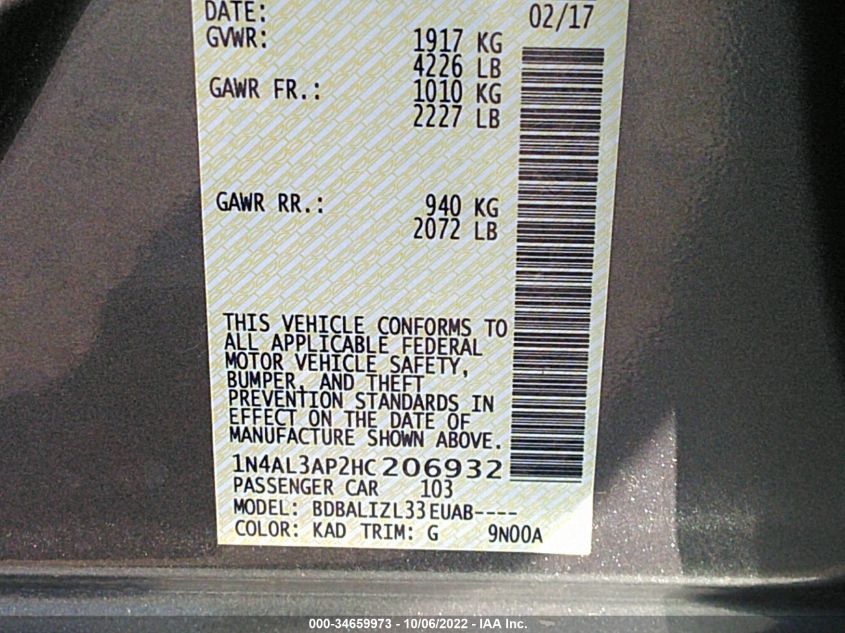 DATE: 02/17
GVWR: 1917 KG
4226 LB
GAWR FR.: 1010 KG
2227 LB
GAWR RR.: 940 KG
2072 LB
THIS VEHICLE CONFORMS TO
ALL APPLICABLE FEDERAL
MOTOR VEHICLE SAFETY,
BUMPER, AND THEFT
PREVENTION STANDARDS IN
EFFECT ON THE DATE OF
MANUFACTURE SHOWN ABOVE.
1N4AL3AP2HC206932
PASSENGER CAR 103
MODEL: BDBALIZL33EUAB----
COLOR: KAD TRIM: G 9N00A
000-34659973 - 10/06/2022 - IAA Inc.